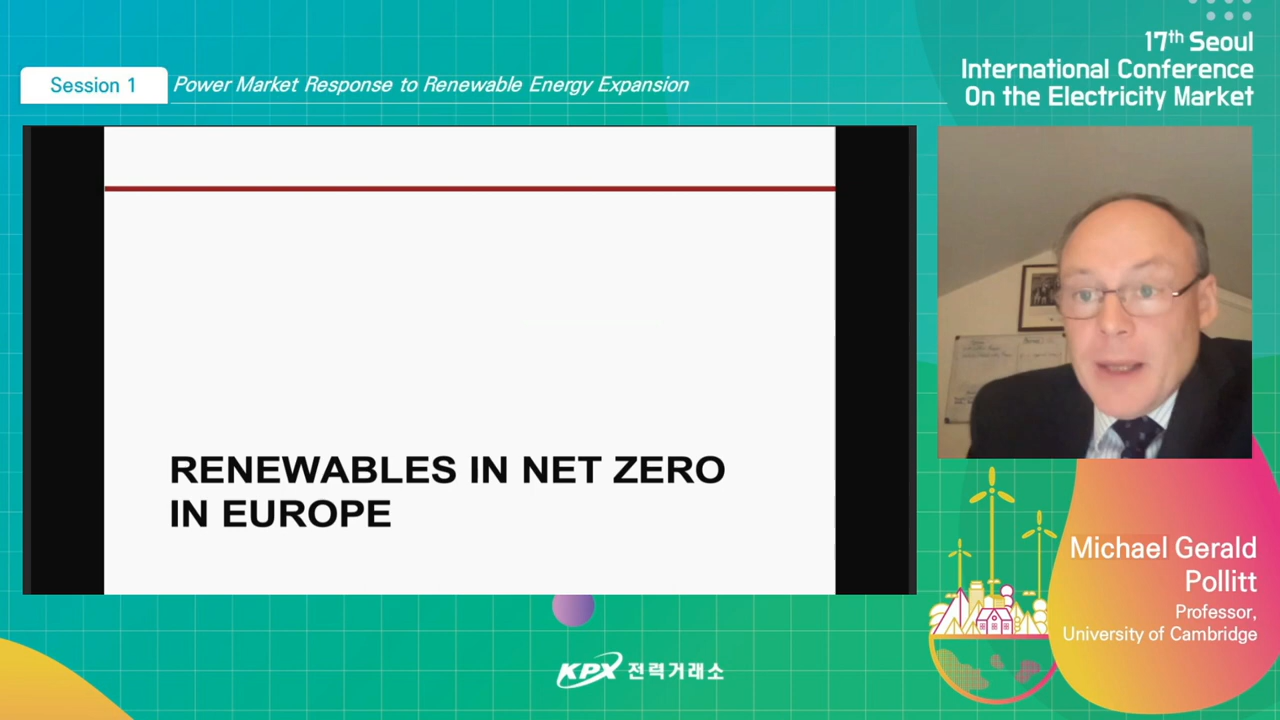 17th Seoul
International Conference
On the Electricity Market
Session 1
Power Market Response to Renewable Energy Expansion
RENEWABLES IN NET ZERO
IN EUROPE
Michael Gerald
Pollitt
Professor,
University of Cambridge
KPX 전력거래소